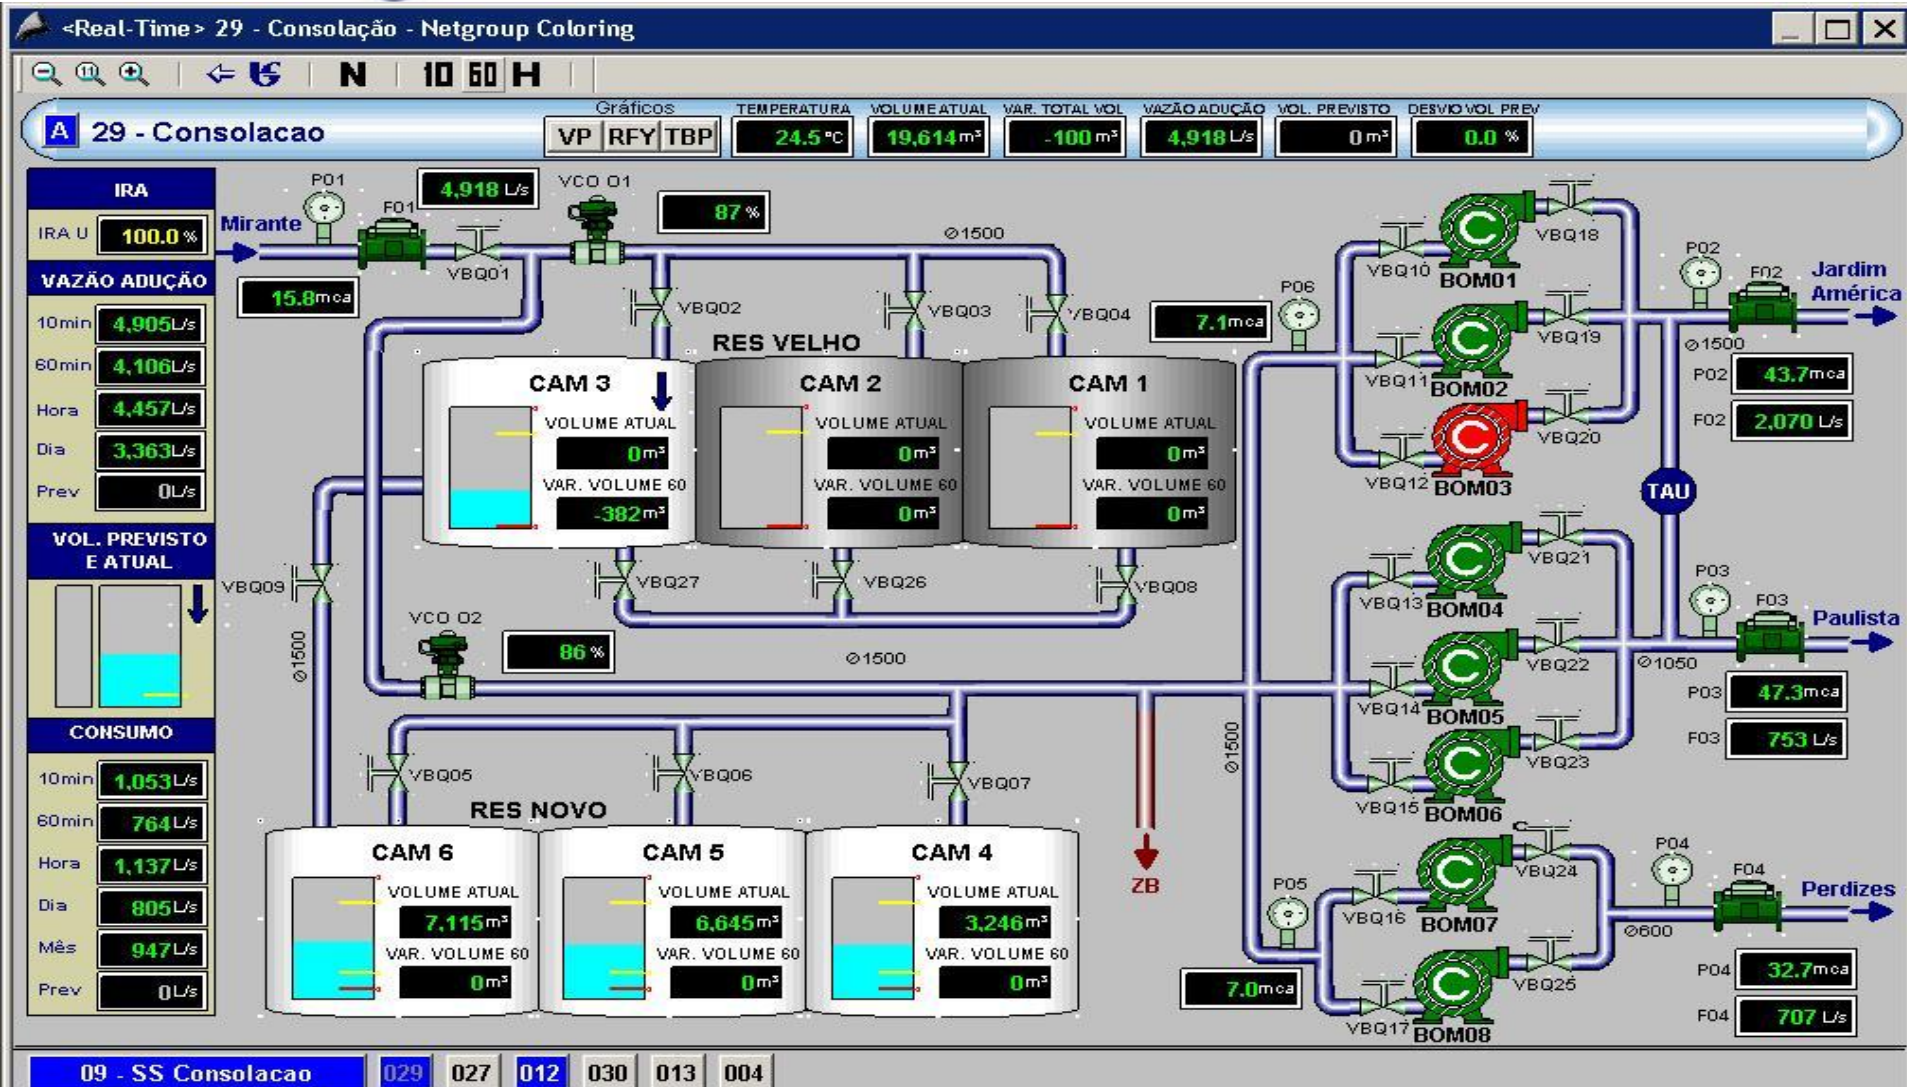 <Real-Time> 29 - Consolação - Netgroup Coloring
N 10 60 H
A 29 - Consolacao
Gráficos
VP RFY TBP
TEMPERATURA
24.5 °C
VOLUME ATUAL
19,614 m³
VAR. TOTAL VOL
-100 m³
VAZÃO ADUÇÃO
4,918 L/s
VOL. PREVISTO
0 m³
DESVIO VOL PREV
0.0 %
IRA
IRA U 100.0 %
VAZÃO ADUÇÃO
10min 4,905 L/s
60min 4,106 L/s
Hora 4,457 L/s
Dia 3,363 L/s
Prev 0 L/s
VOL. PREVISTO
E ATUAL
CONSUMO
10min 1,053 L/s
60min 764 L/s
Hora 1,137 L/s
Dia 805 L/s
Mês 947 L/s
Prev 0 L/s
Mirante
P01
15.8 mca
F01
4,918 L/s
VBQ01
VCO 01
87 %
Ø1500
VBQ02
VBQ03
VBQ04
RES VELHO
CAM 3
VOLUME ATUAL
0 m³
VAR. VOLUME 60
-382 m³
CAM 2
VOLUME ATUAL
0 m³
VAR. VOLUME 60
0 m³
CAM 1
VOLUME ATUAL
0 m³
VAR. VOLUME 60
0 m³
VBQ09
VBQ27
VBQ26
VBQ08
Ø1500
VCO 02
86 %
Ø1500
VBQ05
VBQ06
VBQ07
RES NOVO
CAM 6
VOLUME ATUAL
7,115 m³
VAR. VOLUME 60
0 m³
CAM 5
VOLUME ATUAL
6,645 m³
VAR. VOLUME 60
0 m³
CAM 4
VOLUME ATUAL
3,246 m³
VAR. VOLUME 60
0 m³
ZB
P06
7.1 mca
VBQ10
BOM01
VBQ18
VBQ11
BOM02
VBQ19
VBQ12
BOM03
VBQ20
P02
F02
Jardim
América
Ø1500
P02 43.7 mca
F02 2,070 L/s
TAU
VBQ13
BOM04
VBQ21
VBQ14
BOM05
VBQ22
VBQ15
BOM06
VBQ23
P03
F03
Paulista
Ø1050
P03 47.3 mca
F03 753 L/s
Ø1500
P05
7.0 mca
VBQ16
BOM07
VBQ24
VBQ17
BOM08
VBQ25
P04
F04
Perdizes
Ø600
P04 32.7 mca
F04 707 L/s
09 - SS Consolacao 029 027 012 030 013 004